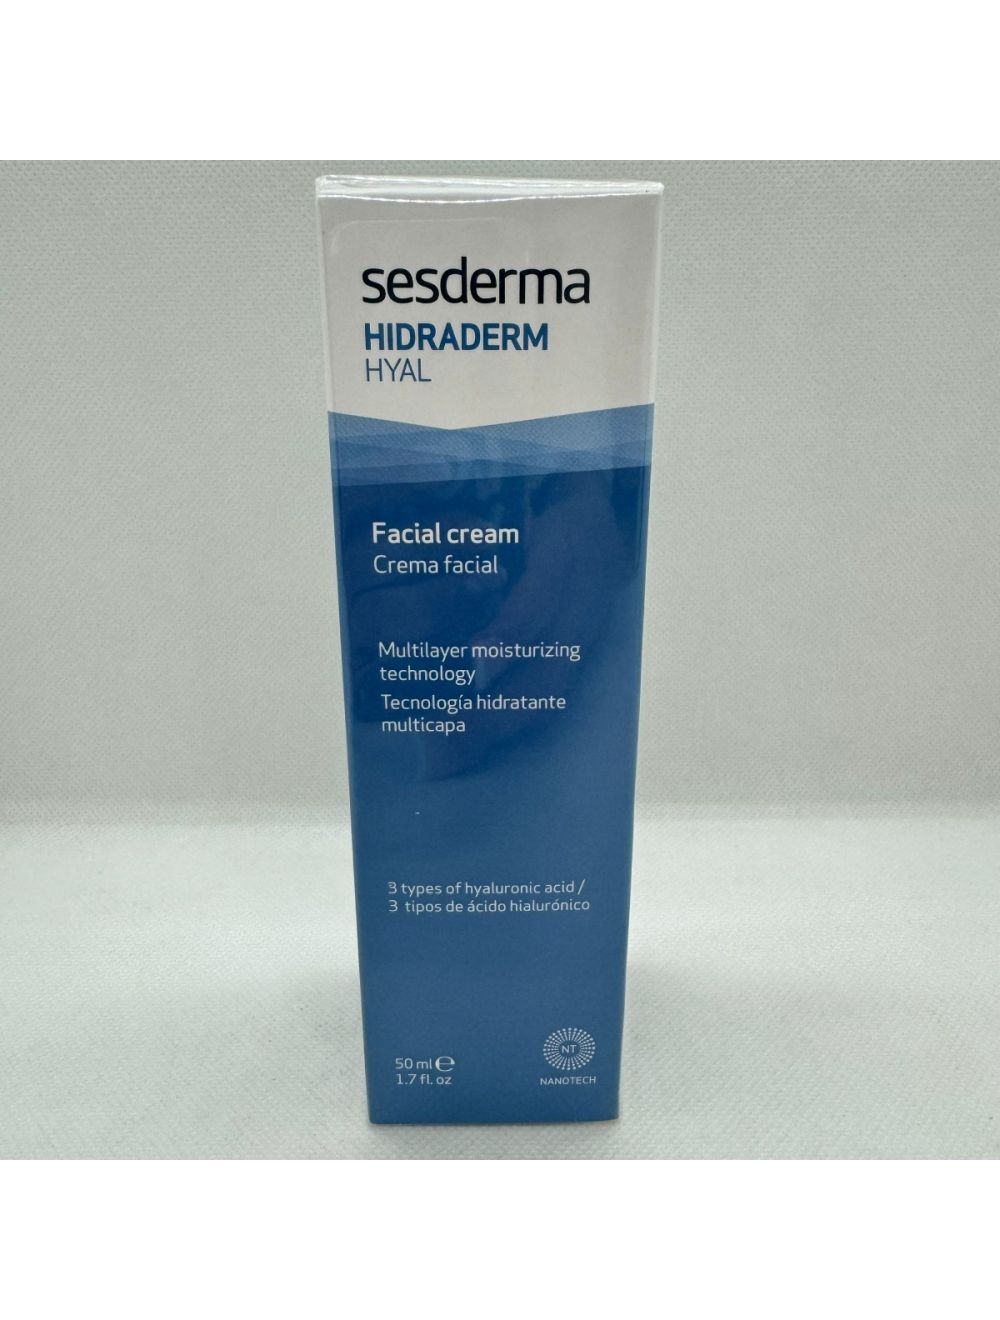 sesderma
HIDRADERM
HYAL
Facial cream
Crema facial
Multilayer moisturizing
technology
Tecnología hidratante
multicapa
3 types of hyaluronic acid /
3 tipos de ácido hialurónico
50 ml ℮
1.7 fl. oz
NT
NANOTECH